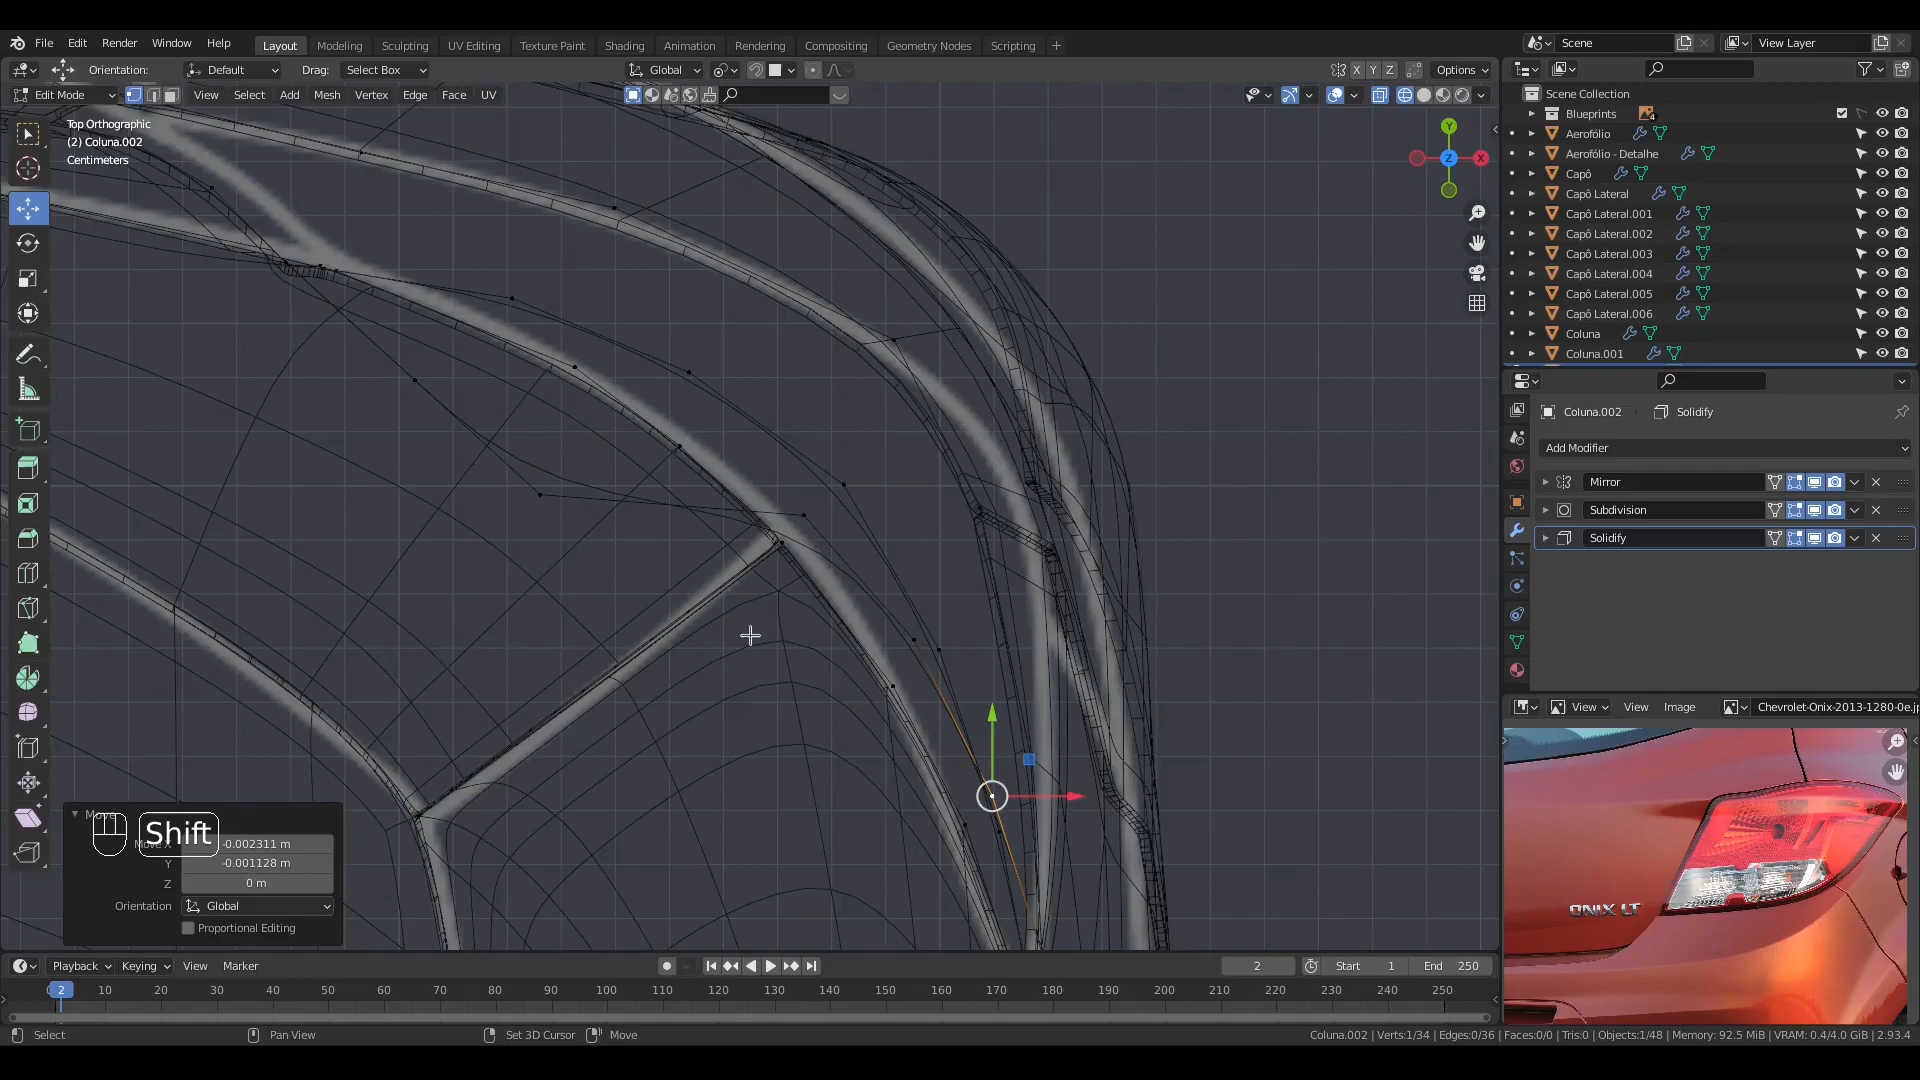 File Edit Render Window Help Layout Modeling Sculpting UV Editing Texture Paint Shading Animation Rendering Compositing Geometry Nodes Scripting + Scene View Layer
Orientation: Default Drag: Select Box Global X Y Z Options
Edit Mode View Select Add Mesh Vertex Edge Face UV
Top Orthographic
(2) Coluna.002
Centimeters
Y
Z
X
Scene Collection
Blueprints 4
Aerofólio
Aerofólio - Detalhe
Capô
Capô Lateral
Capô Lateral.001
Capô Lateral.002
Capô Lateral.003
Capô Lateral.004
Capô Lateral.005
Capô Lateral.006
Coluna
Coluna.001
Coluna.002 Solidify
Add Modifier
Mirror
Subdivision
Solidify
View View Image Chevrolet-Onix-2013-1280-0e.jp
ONIX LT
Move
Shift
-0.002311 m
Y -0.001128 m
Z 0 m
Orientation Global
Proportional Editing
Playback Keying View Marker 2 Start 1 End 250
2 10 20 30 40 50 60 70 80 90 100 110 120 130 140 150 160 170 180 190 200 210 220 230 240 250
Select Pan View Set 3D Cursor Move Coluna.002 | Verts:1/34 | Edges:0/36 | Faces:0/0 | Tris:0 | Objects:1/48 | Memory: 92.5 MiB | VRAM: 0.4/4.0 GiB | 2.93.4